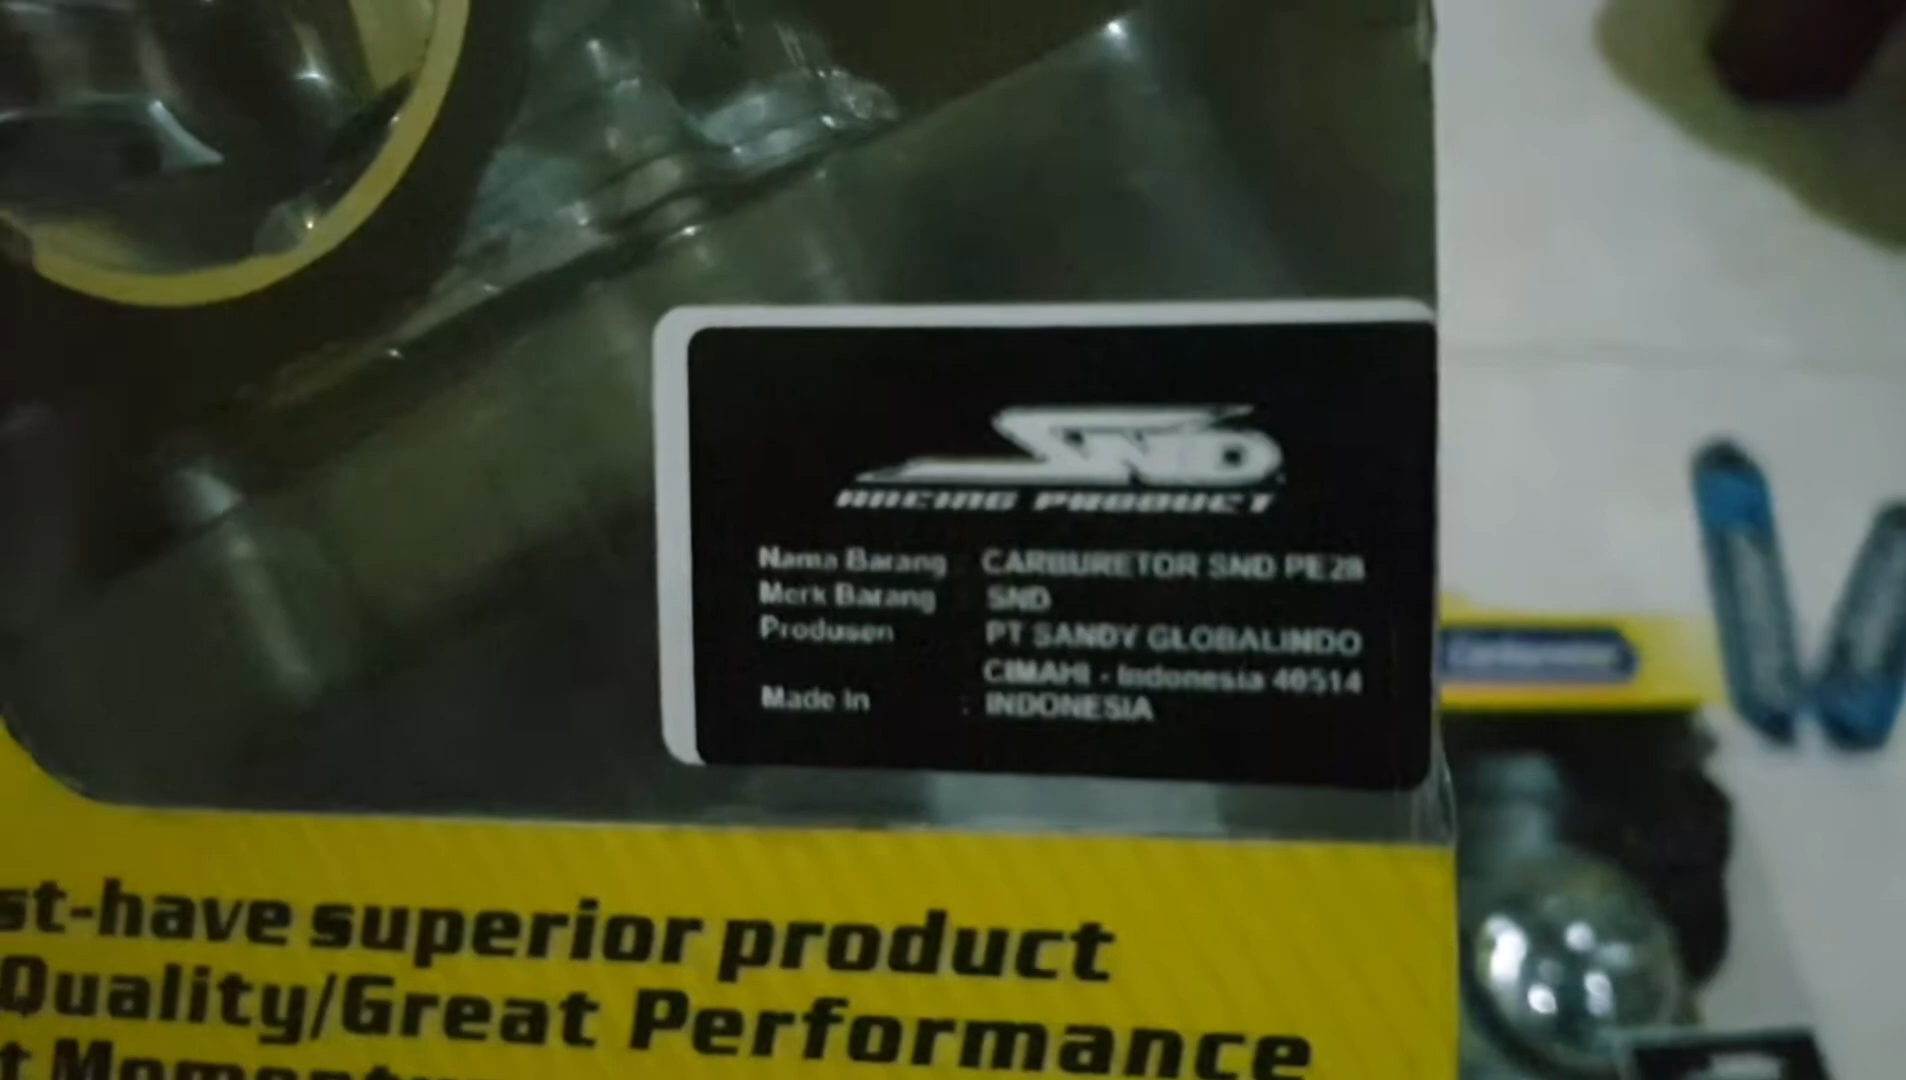 SND
RACING PRODUCT
Nama Barang CARBURETOR SND PE28
Merk Barang SND
Produsen PT SANDY GLOBALINDO
CIMAHI - Indonesia 40514
Made In : INDONESIA
Carburetor
st-have superior product
Quality/Great Performance